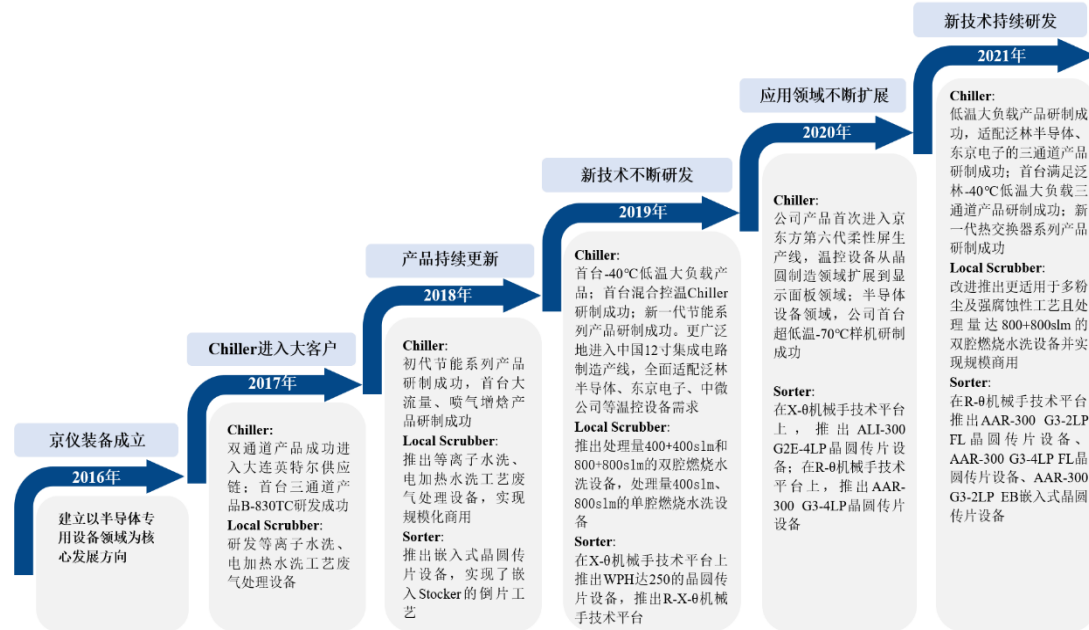 京仪装备成立
2016年
建立以半导体专
用设备领域为核
心发展方向
Chiller进入大客户
2017年
Chiller:
双通道产品成功进
入大连英特尔供应
链；首台三通道产
品B-830TC研发成功
Local Scrubber:
研发等离子水洗、
电加热水洗工艺废
气处理设备
产品持续更新
2018年
Chiller:
初代节能系列产品
研制成功，首台大
流量、喷气增焓产
品研制成功
Local Scrubber:
推出等离子水洗、
电加热水洗工艺废
气处理设备，实现
规模化商用
Sorter:
推出嵌入式晶圆传
片设备，实现了嵌
入Stocker的倒片工
艺
新技术不断研发
2019年
Chiller:
首台-40℃低温大负载产
品；首台混合控温Chiller
研制成功；新一代节能系
列产品研制成功。更广泛
地进入中国12寸集成电路
制造产线，全面适配泛林
半导体、东京电子、中微
公司等温控设备需求
Local Scrubber:
推出处理量400+400slm和
800+800slm的双腔燃烧水
洗设备，处理量400slm、
800slm的单腔燃烧水洗设
备
Sorter:
在X-θ机械手技术平台上
推出WPH达250的晶圆传
片设备，推出R-X-θ机械
手技术平台
应用领域不断扩展
2020年
Chiller:
公司产品首次进入京
东方第六代柔性屏生
产线，温控设备从晶
圆制造领域扩展到显
示面板领域；半导体
设备领域，公司首台
超低温-70℃样机研制
成功
Sorter:
在X-θ机械手技术平台
上，推出ALI-300
G2E-4LP晶圆传片设
备；在R-θ机械手技术
平台上，推出AAR-
300 G3-4LP晶圆传片
设备
新技术持续研发
2021年
Chiller:
低温大负载产品研制成
功，适配泛林半导体、
东京电子的三通道产品
研制成功；首台满足泛
林-40℃低温大负载三
通道产品研制成功；新
一代热交换器系列产品
研制成功
Local Scrubber:
改进推出更适用于多粉
尘及强腐蚀性工艺且处
理量达800+800slm的
双腔燃烧水洗设备并实
现规模商用
Sorter:
在R-θ机械手技术平台
推出AAR-300 G3-2LP
FL晶圆传片设备、
AAR-300 G3-4LP FL晶
圆传片设备、AAR-300
G3-2LP EB嵌入式晶圆
传片设备